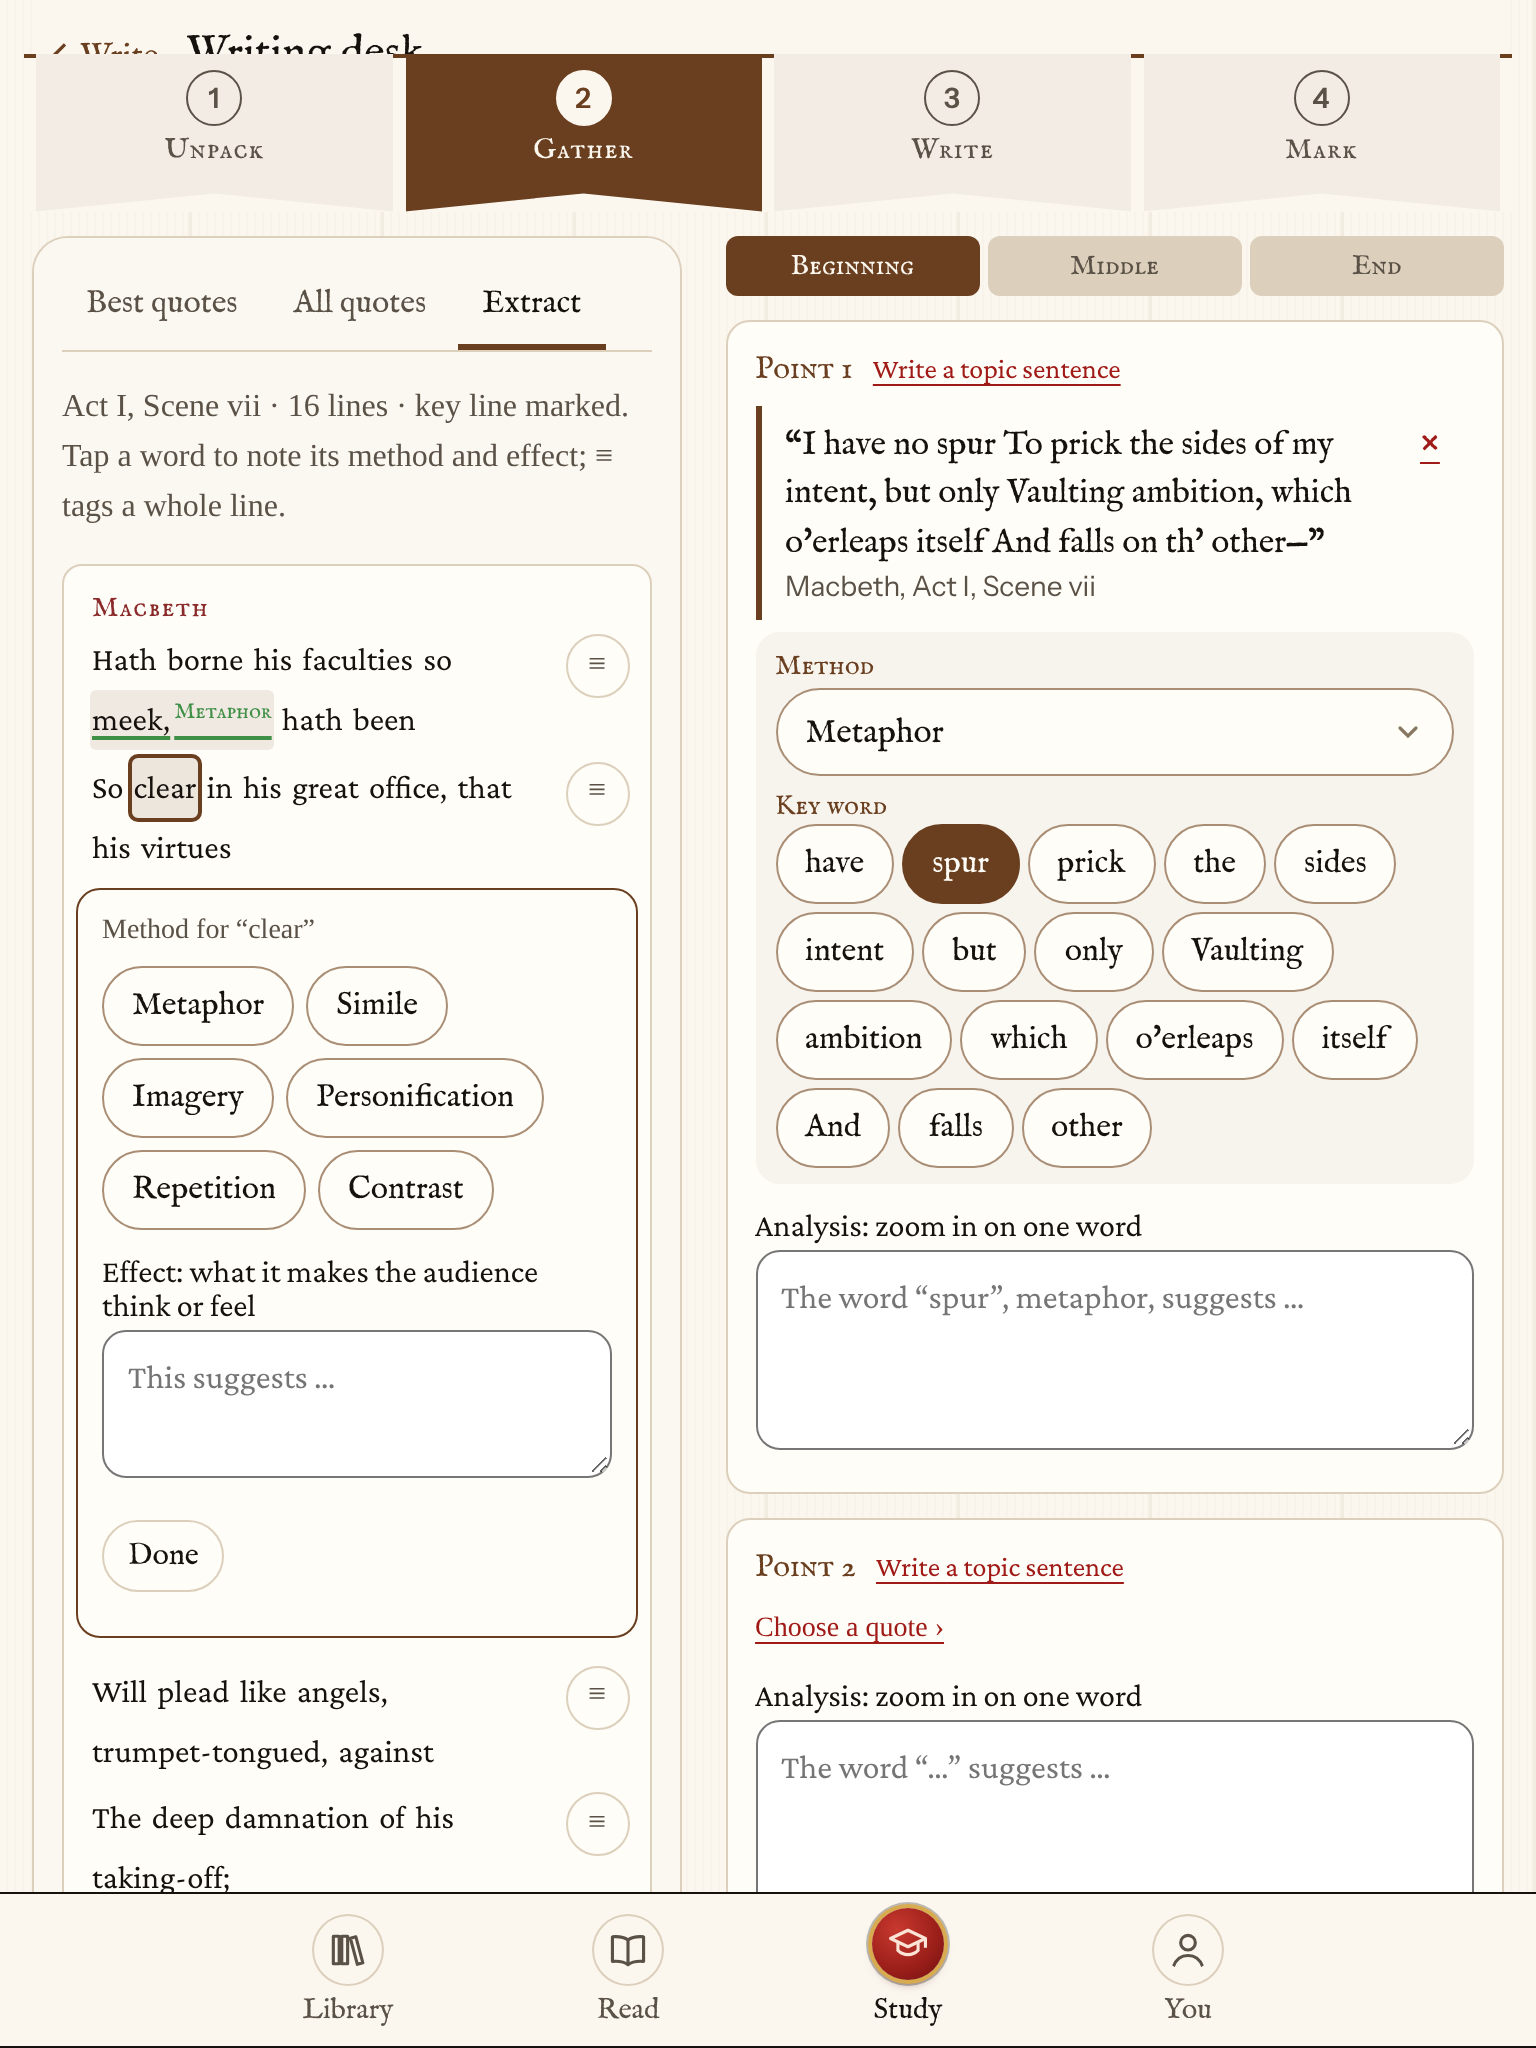 Write Writing desk
1 2 3 4
Unpack Gather Write Mark
Best quotes All quotes Extract
Act I, Scene vii · 16 lines · key line marked.
Tap a word to note its method and effect; ≡
tags a whole line.
Macbeth
Hath borne his faculties so
meek, Metaphor hath been
So clear in his great office, that
his virtues
Method for “clear”
Metaphor Simile
Imagery Personification
Repetition Contrast
Effect: what it makes the audience
think or feel
This suggests ...
Done
Will plead like angels,
trumpet-tongued, against
The deep damnation of his
taking-off;
Beginning Middle End
Point 1 Write a topic sentence
“I have no spur To prick the sides of my
intent, but only Vaulting ambition, which
o’erleaps itself And falls on th’ other—”
Macbeth, Act I, Scene vii
Method
Metaphor
Key word
have spur prick the sides
intent but only Vaulting
ambition which o’erleaps itself
And falls other
Analysis: zoom in on one word
The word “spur”, metaphor, suggests ...
Point 2 Write a topic sentence
Choose a quote ›
Analysis: zoom in on one word
The word “...” suggests ...
Library Read Study You